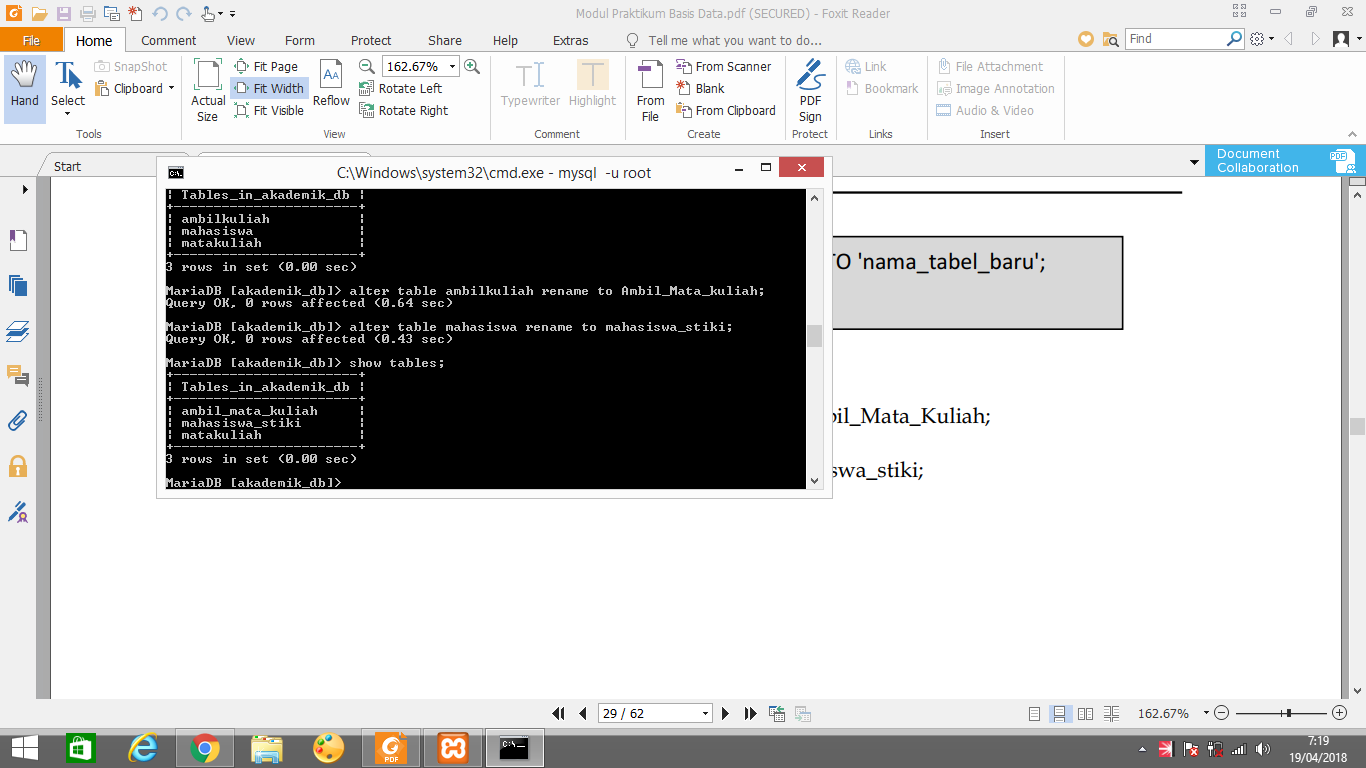 Modul Praktikum Basis Data.pdf (SECURED) - Foxit Reader
File Home Comment View Form Protect Share Help Extras Tell me what you want to do... Find
Hand
Select
SnapShot
Clipboard
Tools
Actual Size
Fit Page
Fit Width
Fit Visible
Reflow
162.67%
Rotate Left
Rotate Right
View
Typewriter
Highlight
Comment
From File
From Scanner
Blank
From Clipboard
Create
PDF Sign
Protect
Link
Bookmark
Links
File Attachment
Image Annotation
Audio & Video
Insert
Start
Document Collaboration
PDF
C:\Windows\system32\cmd.exe - mysql  -u root
| Tables_in_akademik_db |
+-----------------------+
| ambilkuliah           |
| mahasiswa             |
| matakuliah            |
+-----------------------+
3 rows in set (0.00 sec)
MariaDB [akademik_db]> alter table ambilkuliah rename to Ambil_Mata_kuliah;
Query OK, 0 rows affected (0.64 sec)
MariaDB [akademik_db]> alter table mahasiswa rename to mahasiswa_stiki;
Query OK, 0 rows affected (0.43 sec)
MariaDB [akademik_db]> show tables;
+-----------------------+
| Tables_in_akademik_db |
+-----------------------+
| ambil_mata_kuliah     |
| mahasiswa_stiki       |
| matakuliah            |
+-----------------------+
3 rows in set (0.00 sec)
MariaDB [akademik_db]>
TO 'nama_tabel_baru';
bil_Mata_Kuliah;
swa_stiki;
29 / 62
162.67%
PDF
C:\
7:19
19/04/2018